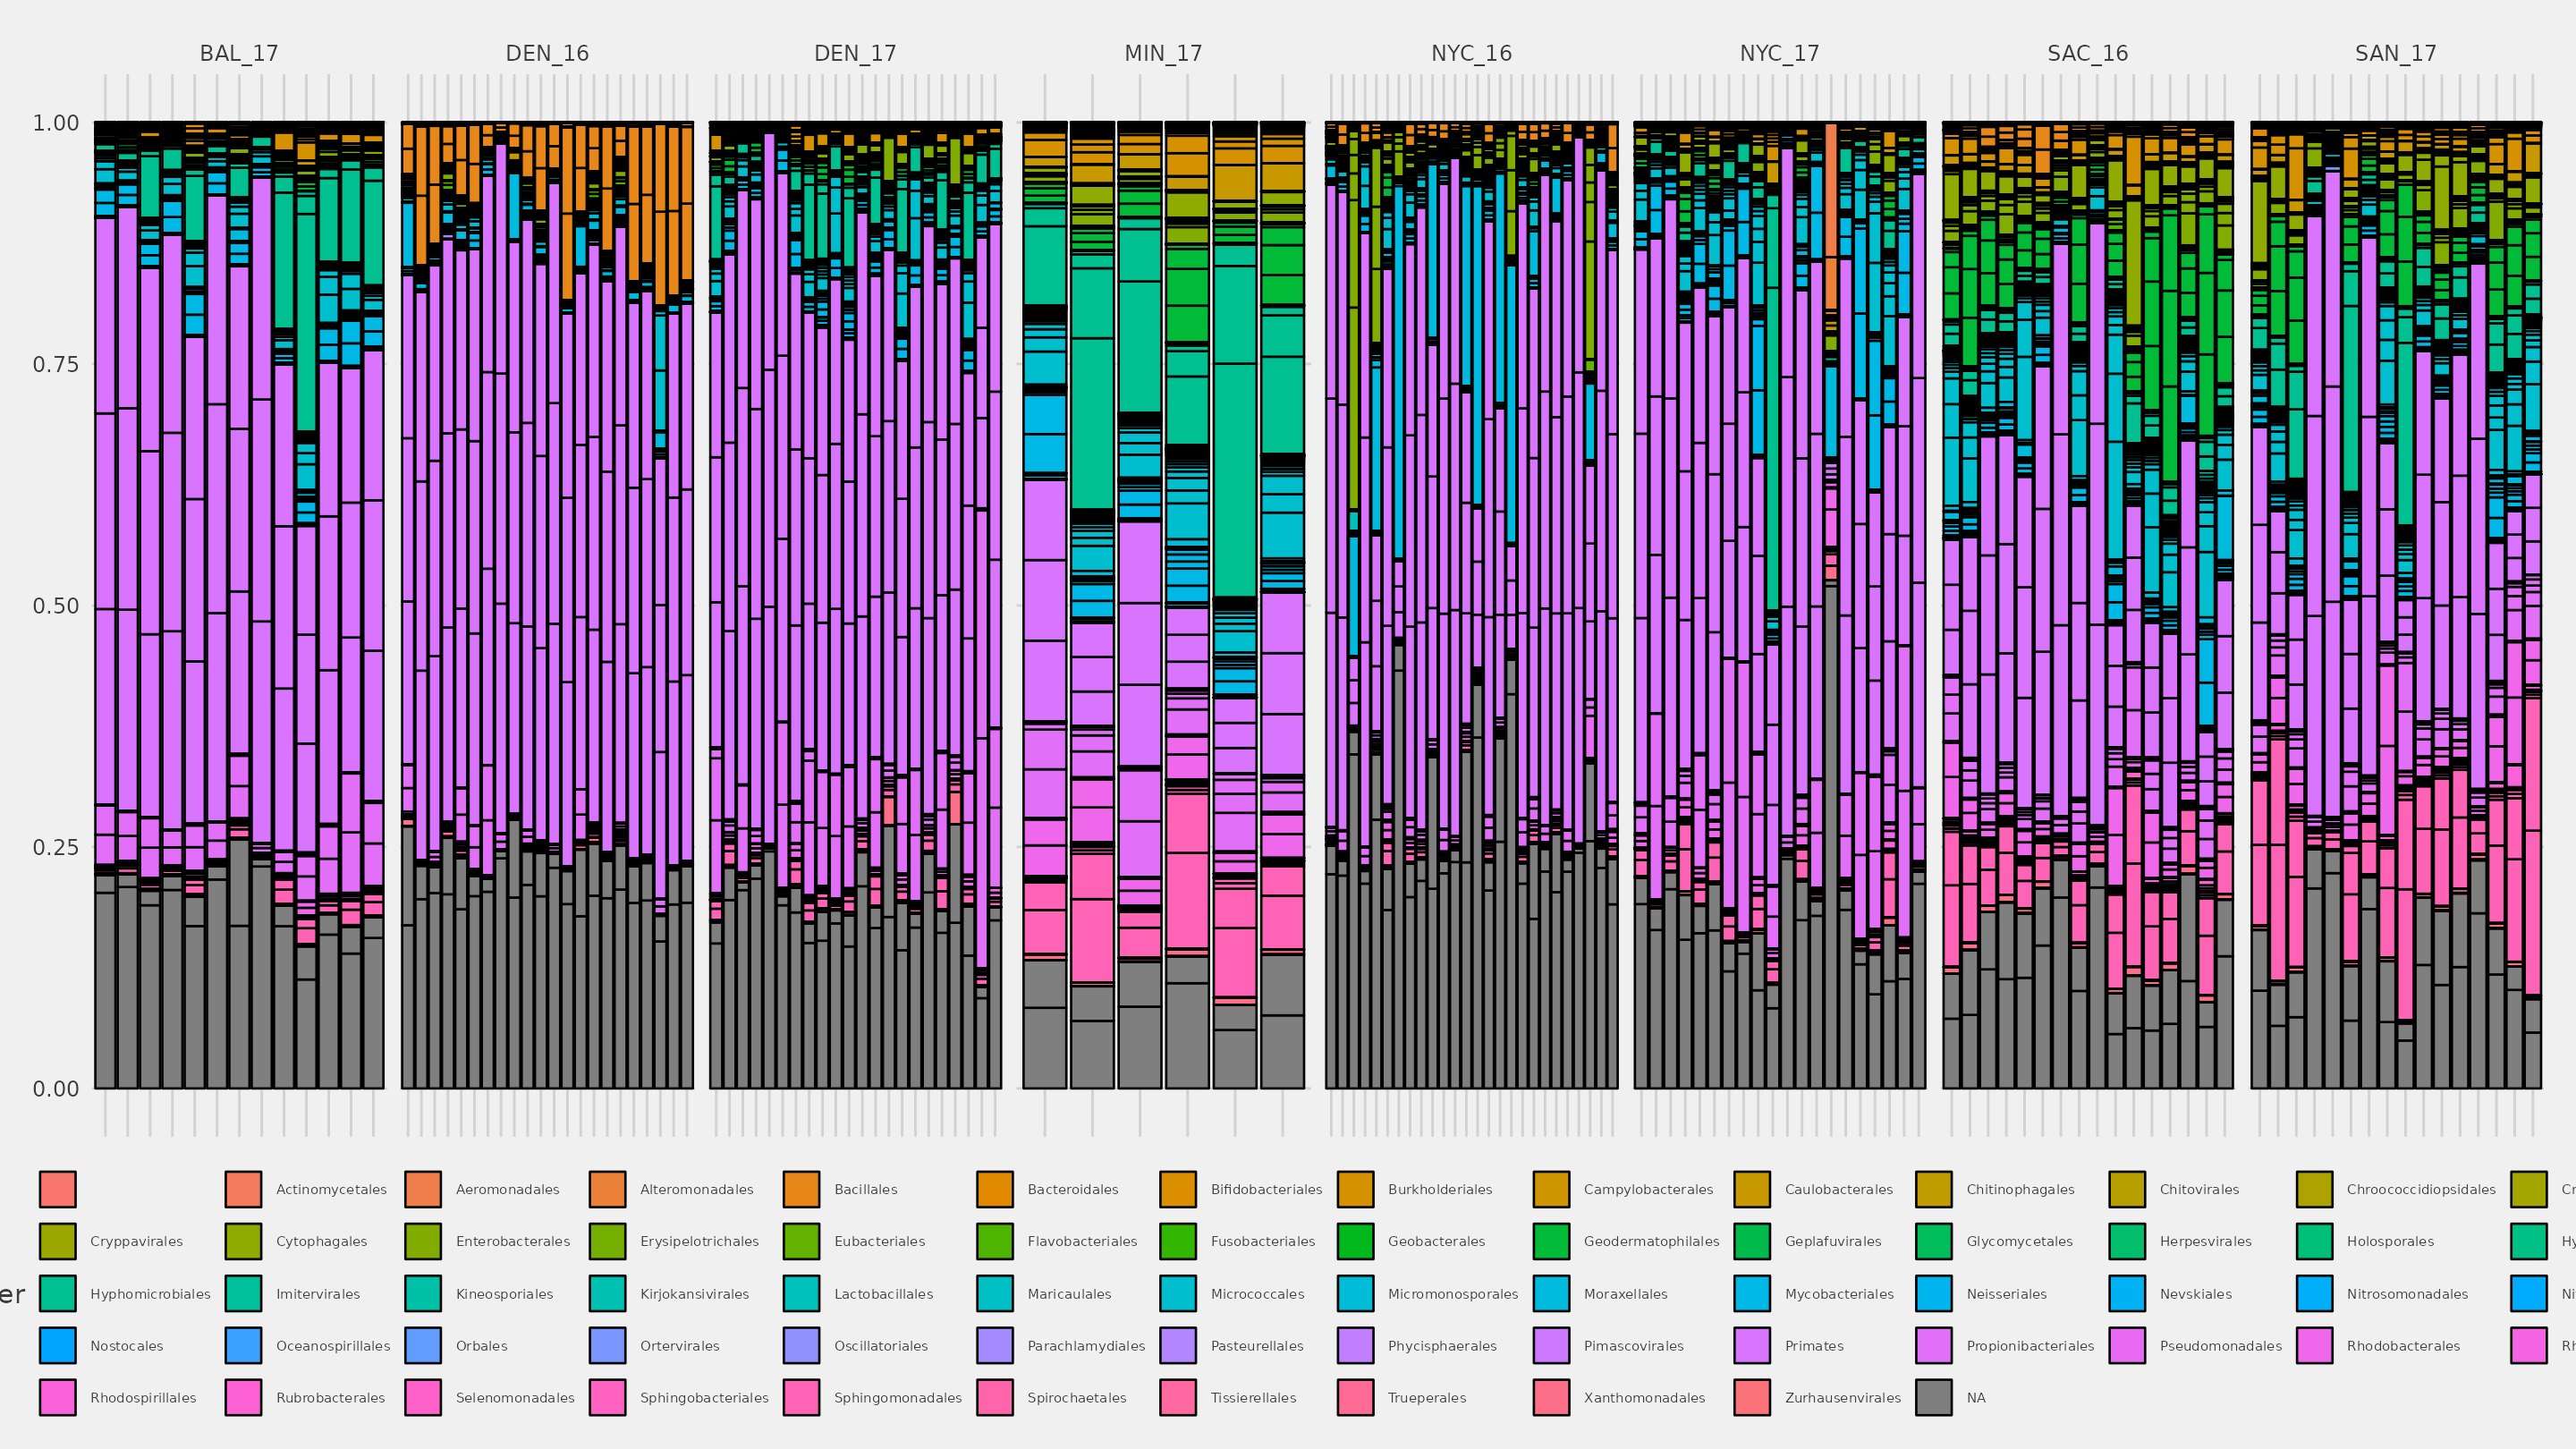 BAL_17 DEN_16 DEN_17 MIN_17 NYC_16 NYC_17 SAC_16 SAN_17
1.00
0.75
0.50
0.25
0.00
Actinomycetales Aeromonadales Alteromonadales Bacillales Bacteroidales Bifidobacteriales Burkholderiales Campylobacterales Caulobacterales Chitinophagales Chitovirales Chroococcidiopsidales Cr
Cryppavirales Cytophagales Enterobacterales Erysipelotrichales Eubacteriales Flavobacteriales Fusobacteriales Geobacterales Geodermatophilales Geplafuvirales Glycomycetales Herpesvirales Holosporales Hy
er Hyphomicrobiales Imitervirales Kineosporiales Kirjokansivirales Lactobacillales Maricaulales Micrococcales Micromonosporales Moraxellales Mycobacteriales Neisseriales Nevskiales Nitrosomonadales Ni
Nostocales Oceanospirillales Orbales Ortervirales Oscillatoriales Parachlamydiales Pasteurellales Phycisphaerales Pimascovirales Primates Propionibacteriales Pseudomonadales Rhodobacterales Rh
Rhodospirillales Rubrobacterales Selenomonadales Sphingobacteriales Sphingomonadales Spirochaetales Tissierellales Trueperales Xanthomonadales Zurhausenvirales NA